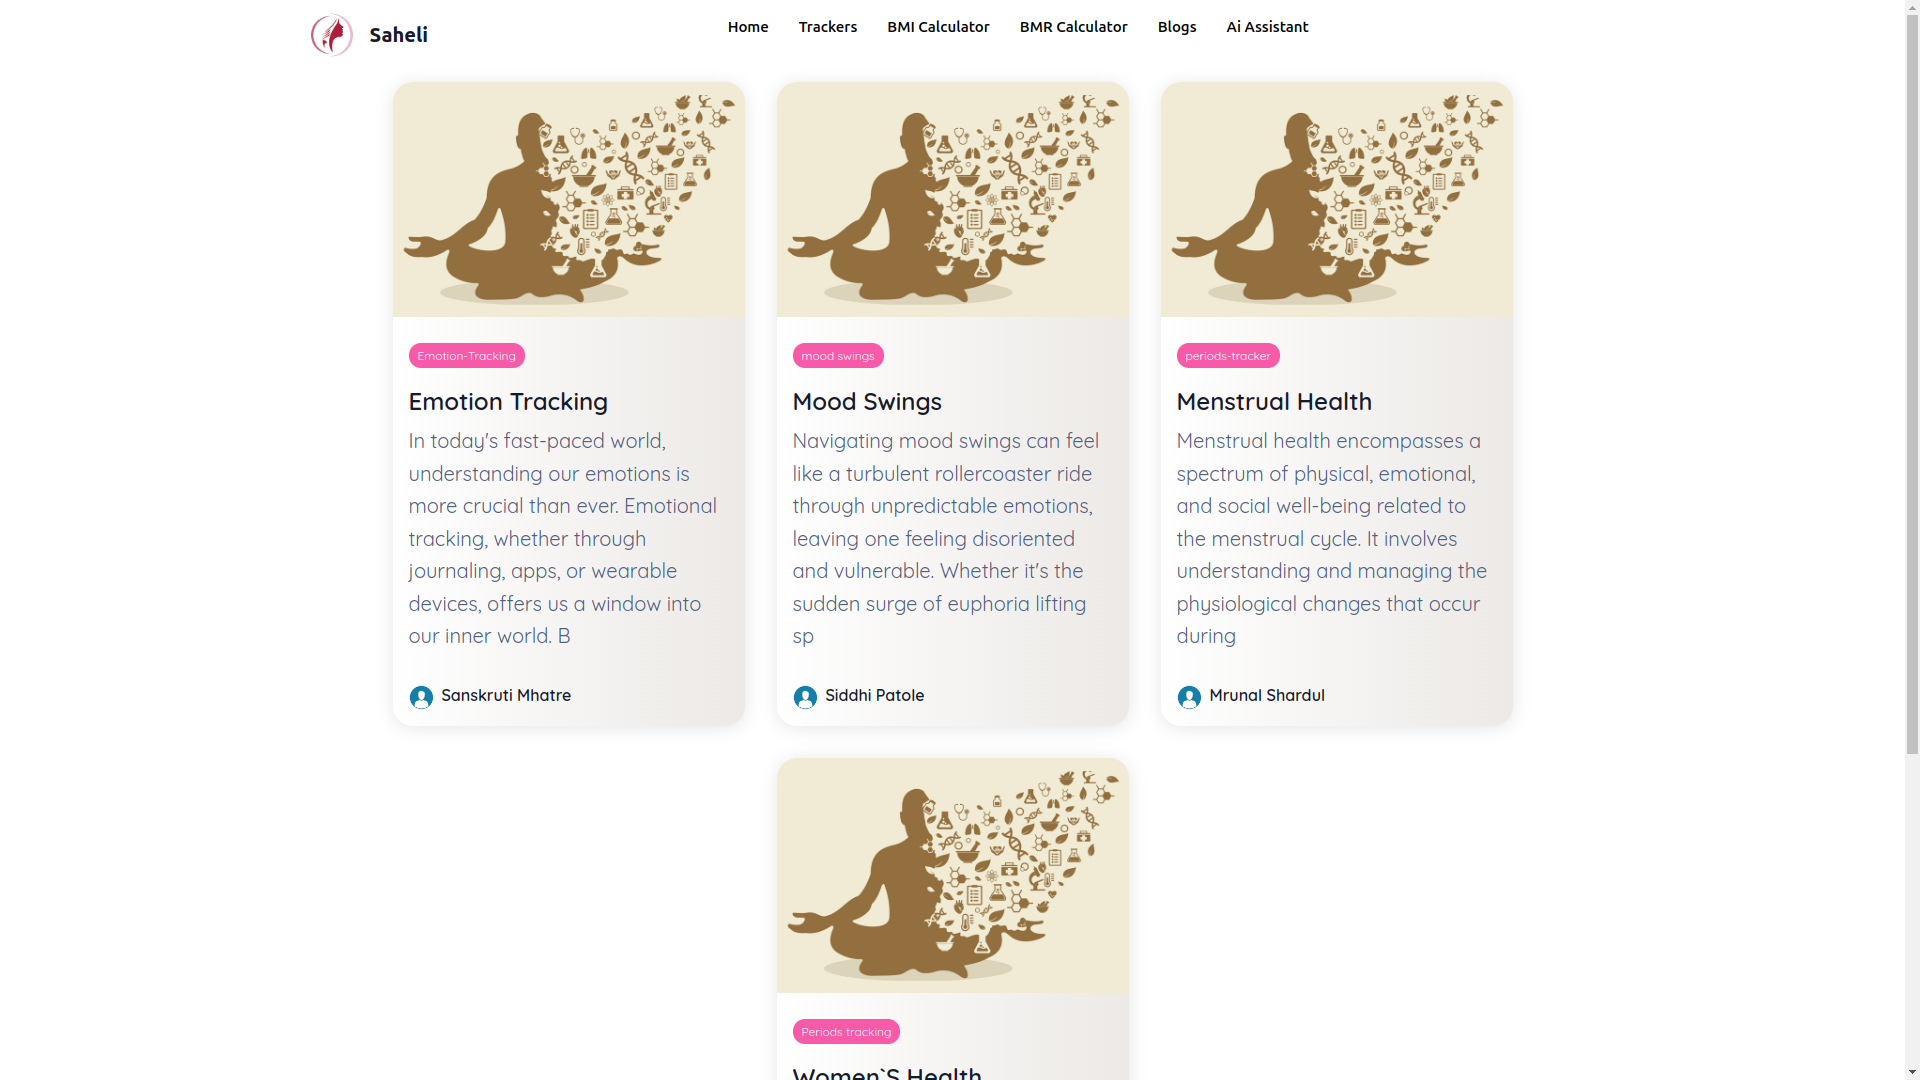 Saheli
Home
Trackers
BMI Calculator
BMR Calculator
Blogs
Ai Assistant
Emotion-Tracking
Emotion Tracking
In today's fast-paced world,
understanding our emotions is
more crucial than ever. Emotional
tracking, whether through
journaling, apps, or wearable
devices, offers us a window into
our inner world. B
Sanskruti Mhatre
mood swings
Mood Swings
Navigating mood swings can feel
like a turbulent rollercoaster ride
through unpredictable emotions,
leaving one feeling disoriented
and vulnerable. Whether it's the
sudden surge of euphoria lifting
sp
Siddhi Patole
periods-tracker
Menstrual Health
Menstrual health encompasses a
spectrum of physical, emotional,
and social well-being related to
the menstrual cycle. It involves
understanding and managing the
physiological changes that occur
during
Mrunal Shardul
Periods tracking
Women`S Health